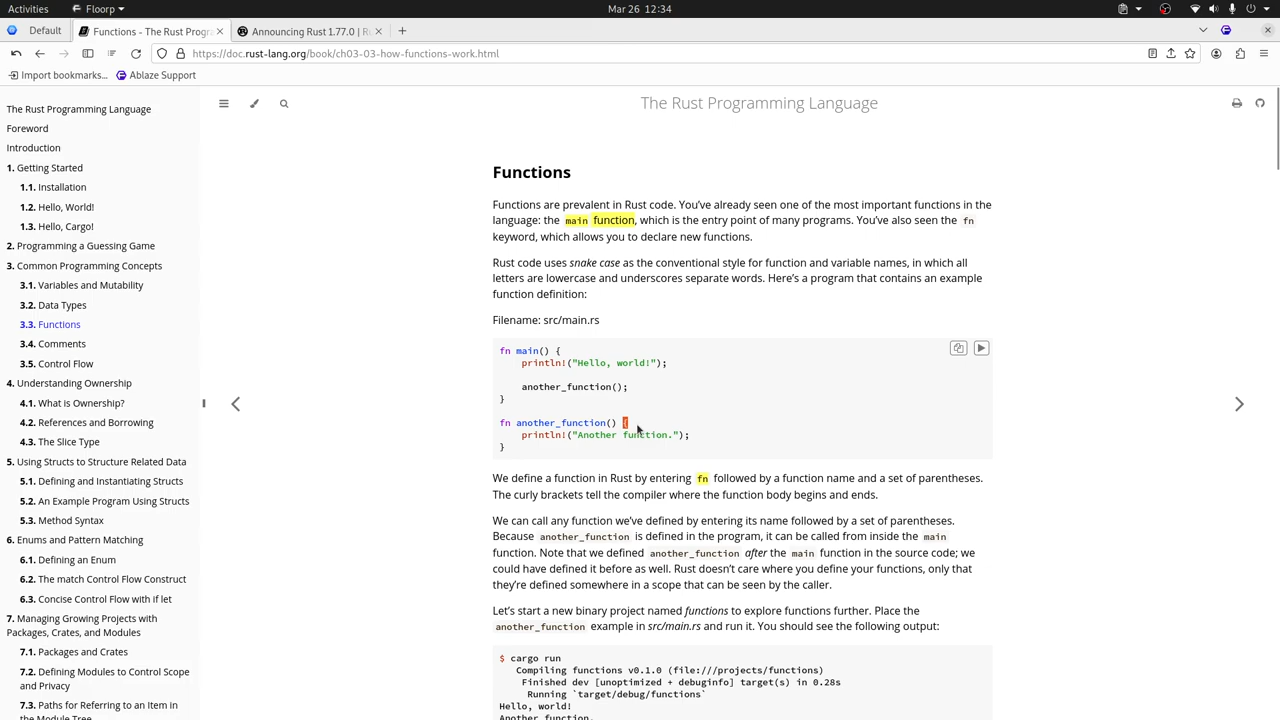 Activities
Floorp
Mar 26 12:34
Default
Functions - The Rust Progr
Announcing Rust 1.77.0 | Ru
https://doc.rust-lang.org/book/ch03-03-how-functions-work.html
Import bookmarks...
Ablaze Support
The Rust Programming Language
Foreword
Introduction
1. Getting Started
1.1. Installation
1.2. Hello, World!
1.3. Hello, Cargo!
2. Programming a Guessing Game
3. Common Programming Concepts
3.1. Variables and Mutability
3.2. Data Types
3.3. Functions
3.4. Comments
3.5. Control Flow
4. Understanding Ownership
4.1. What is Ownership?
4.2. References and Borrowing
4.3. The Slice Type
5. Using Structs to Structure Related Data
5.1. Defining and Instantiating Structs
5.2. An Example Program Using Structs
5.3. Method Syntax
6. Enums and Pattern Matching
6.1. Defining an Enum
6.2. The match Control Flow Construct
6.3. Concise Control Flow with if let
7. Managing Growing Projects with
Packages, Crates, and Modules
7.1. Packages and Crates
7.2. Defining Modules to Control Scope
and Privacy
7.3. Paths for Referring to an Item in
the Module Tree
The Rust Programming Language
Functions
Functions are prevalent in Rust code. You’ve already seen one of the most important functions in the
language: the main function, which is the entry point of many programs. You’ve also seen the fn
keyword, which allows you to declare new functions.
Rust code uses snake case as the conventional style for function and variable names, in which all
letters are lowercase and underscores separate words. Here’s a program that contains an example
function definition:
Filename: src/main.rs
fn main() {
println!("Hello, world!");
another_function();
}
fn another_function() {
println!("Another function.");
}
We define a function in Rust by entering fn followed by a function name and a set of parentheses.
The curly brackets tell the compiler where the function body begins and ends.
We can call any function we’ve defined by entering its name followed by a set of parentheses.
Because another_function is defined in the program, it can be called from inside the main
function. Note that we defined another_function after the main function in the source code; we
could have defined it before as well. Rust doesn’t care where you define your functions, only that
they’re defined somewhere in a scope that can be seen by the caller.
Let’s start a new binary project named functions to explore functions further. Place the
another_function example in src/main.rs and run it. You should see the following output:
$ cargo run
Compiling functions v0.1.0 (file:///projects/functions)
Finished dev [unoptimized + debuginfo] target(s) in 0.28s
Running `target/debug/functions`
Hello, world!
Another function.